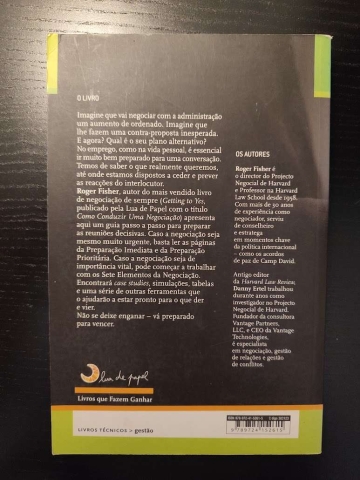 O LIVRO
Imagine que vai negociar com a administração
um aumento de ordenado. Imagine que
lhe fazem uma contra-proposta inesperada.
E agora? Qual é o seu plano alternativo?
No emprego, como na vida pessoal, é essencial
ir muito bem preparado para uma conversação.
Temos de saber o que realmente queremos,
até onde estamos dispostos a ceder e prever
as reacções do interlocutor.
Roger Fisher, autor do mais vendido livro
de negociação de sempre (Getting to Yes,
publicado pela Lua de Papel com o título
Como Conduzir Uma Negociação) apresenta
aqui um guia passo a passo para preparar
as reuniões decisivas. Caso a negociação seja
mesmo muito urgente, basta ler as páginas
da Preparação Imediata e da Preparação
Prioritária. Caso a negociação seja de
importância vital, pode começar a trabalhar
com os Sete Elementos da Negociação.
Encontrará case studies, simulações, tabelas
e uma série de outras ferramentas que
o ajudarão a estar pronto para o que der
e vier.
Não se deixe enganar – vá preparado
para vencer.
OS AUTORES
Roger Fisher é
o director do Projecto
Negocial de Harvard
e Professor na Harvard
Law School desde 1958.
Com mais de 30 anos
de experiência como
negociador, serviu
de conselheiro
e estratega
em momentos chave
da política internacional
– como os acordos
de paz de Camp David.
Antigo editor
da Harvard Law Review,
Danny Ertel trabalhou
durante anos como
investigador no Projecto
Negocial de Harvard.
Fundador da consultora
Vantage Partners,
LLC, e CEO da Vantage
Technologies,
é especialista
em negociação, gestão
de relações e gestão
de conflitos.
lua de papel
Livros que Fazem Ganhar
LIVROS TÉCNICOS > gestão